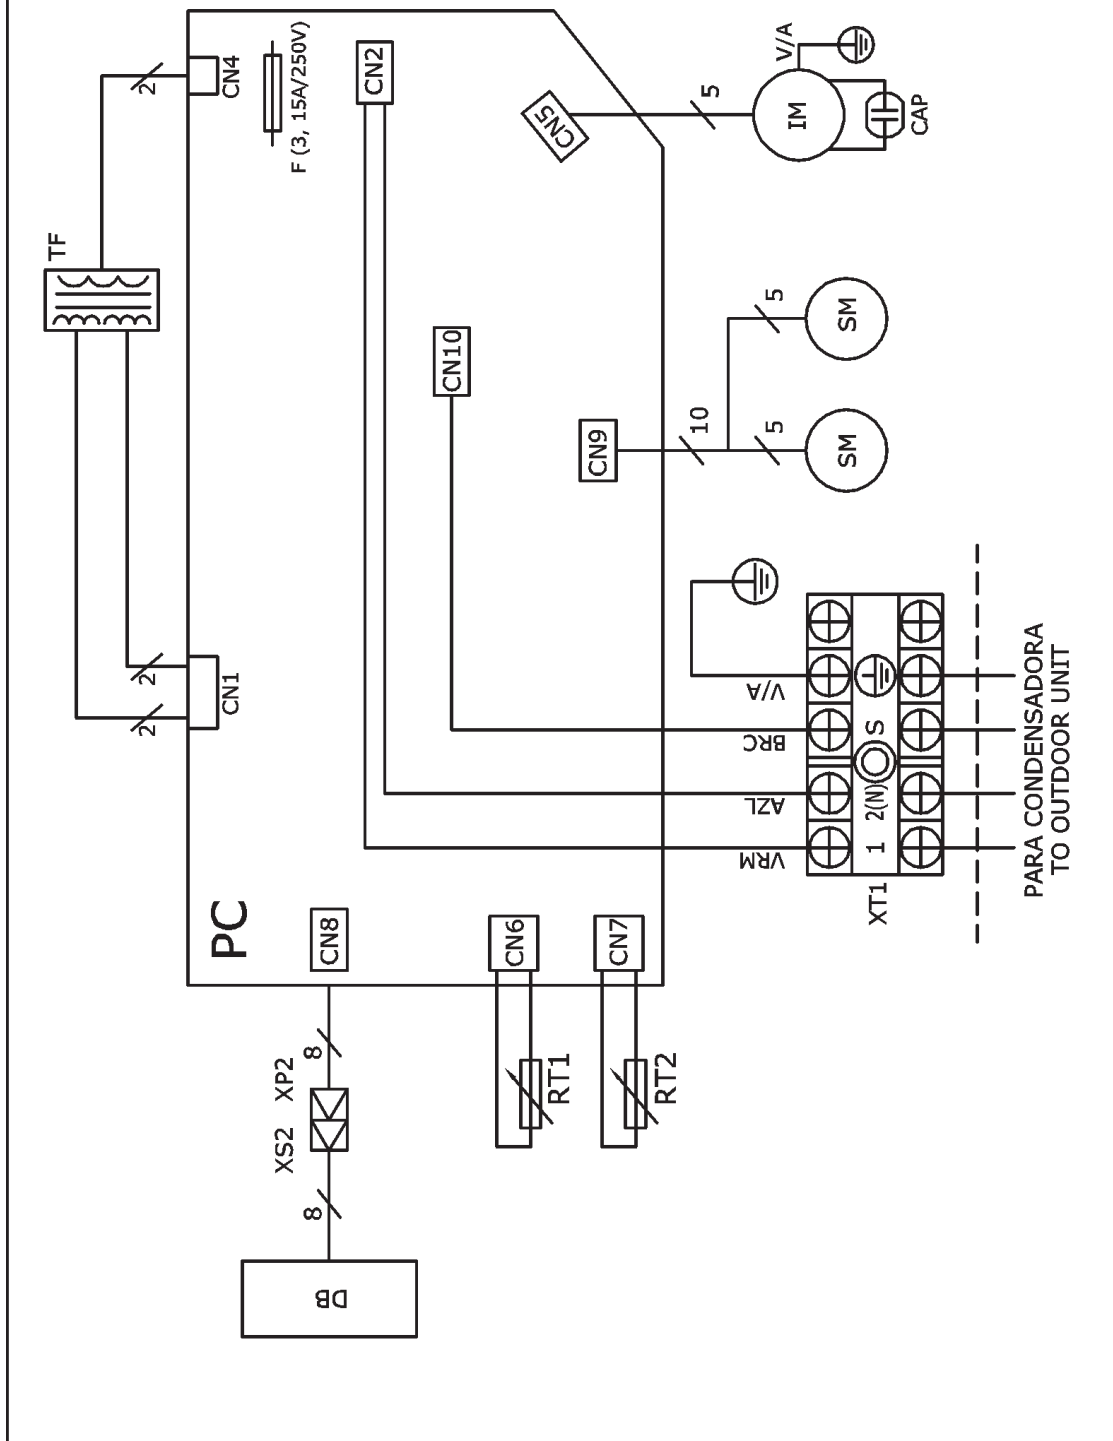 TF
2
CN4
F (3, 15A/250V)
CN2
CN5
5
V/A
IM
CAP
CN10
CN9
10
5
SM
5
SM
2
2
CN1
PC
CN8
CN6
CN7
VRM
AZL
BRC
V/A
XT1
1
2(N)
S
PARA CONDENSADORA
TO OUTDOOR UNIT
8
XS2
XP2
8
DB
RT1
RT2